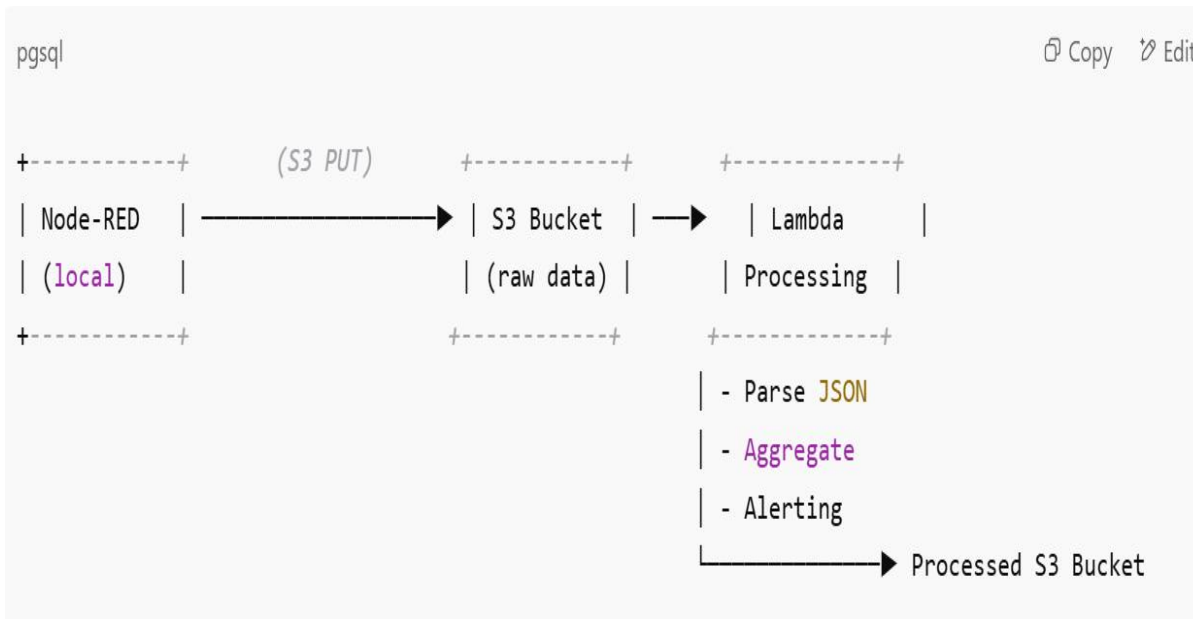 pgsql Copy Edit
+------------+ (S3 PUT) +------------+ +-------------+
| Node-RED | ───────────────────▶ | S3 Bucket | ───▶ | Lambda |
| (local) | | (raw data) | | Processing |
+------------+ +------------+ +-------------+
| - Parse JSON
| - Aggregate
| - Alerting
└──────────────▶ Processed S3 Bucket